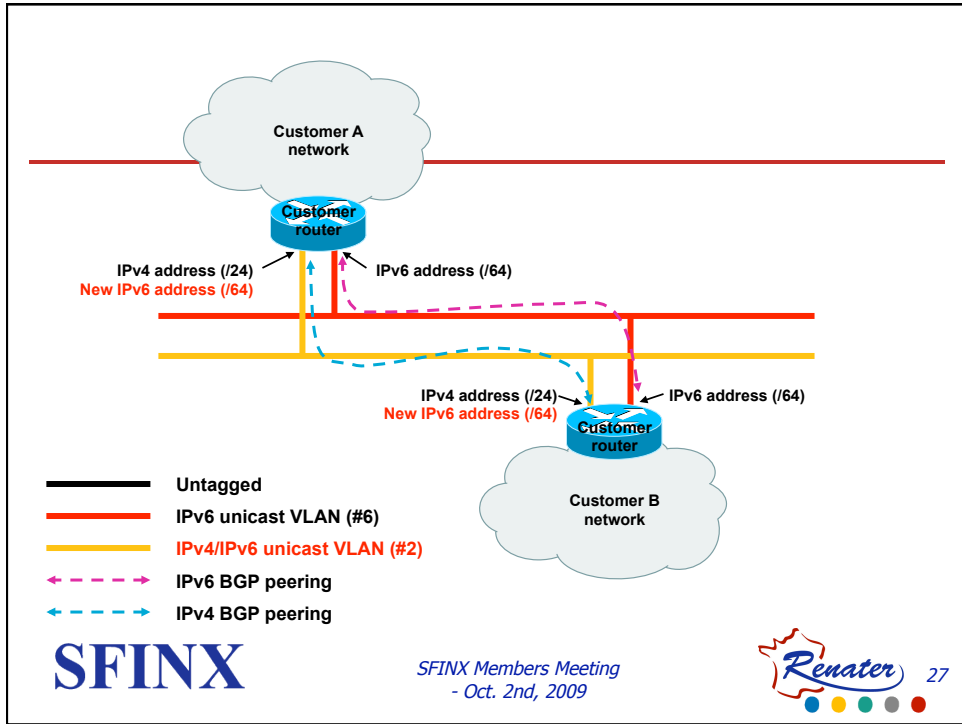 Customer A
network
Customer
router
IPv4 address (/24)
New IPv6 address (/64)
IPv6 address (/64)
IPv4 address (/24)
New IPv6 address (/64)
IPv6 address (/64)
Customer
router
Customer B
network
Untagged
IPv6 unicast VLAN (#6)
IPv4/IPv6 unicast VLAN (#2)
IPv6 BGP peering
IPv4 BGP peering
SFINX
SFINX Members Meeting
- Oct. 2nd, 2009
Renater
27